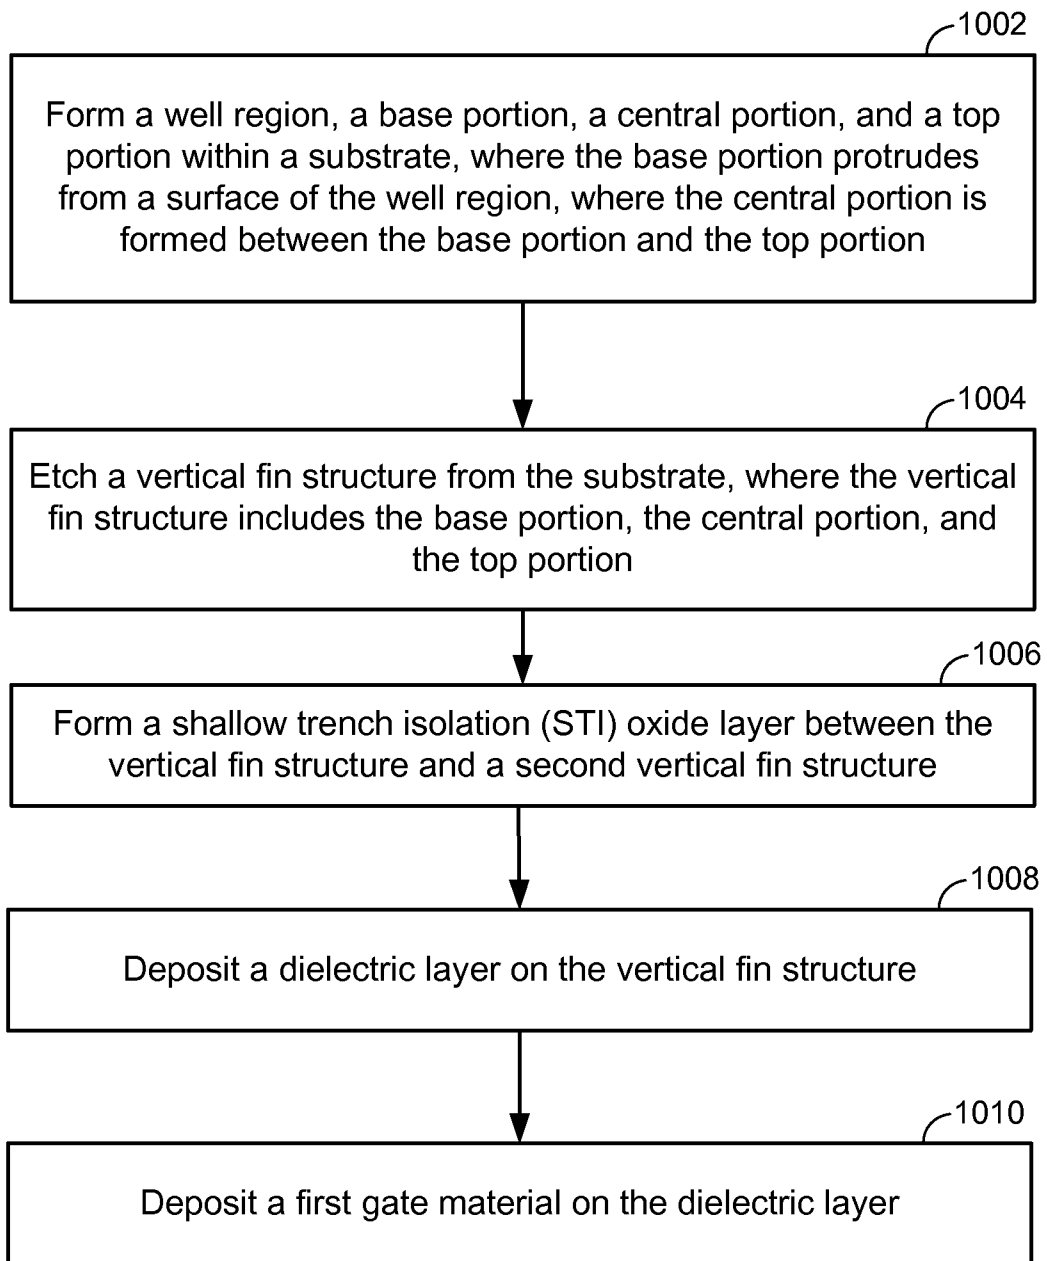 1002
Form a well region, a base portion, a central portion, and a top
portion within a substrate, where the base portion protrudes
from a surface of the well region, where the central portion is
formed between the base portion and the top portion
1004
Etch a vertical fin structure from the substrate, where the vertical
fin structure includes the base portion, the central portion, and
the top portion
1006
Form a shallow trench isolation (STI) oxide layer between the
vertical fin structure and a second vertical fin structure
1008
Deposit a dielectric layer on the vertical fin structure
1010
Deposit a first gate material on the dielectric layer